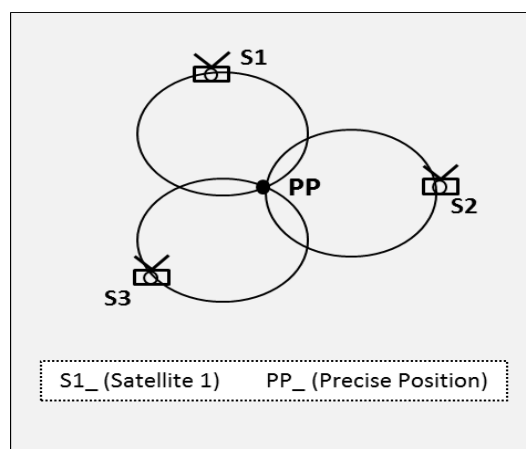 S1
PP
S2
S3
S1_ (Satellite 1) PP_ (Precise Position)